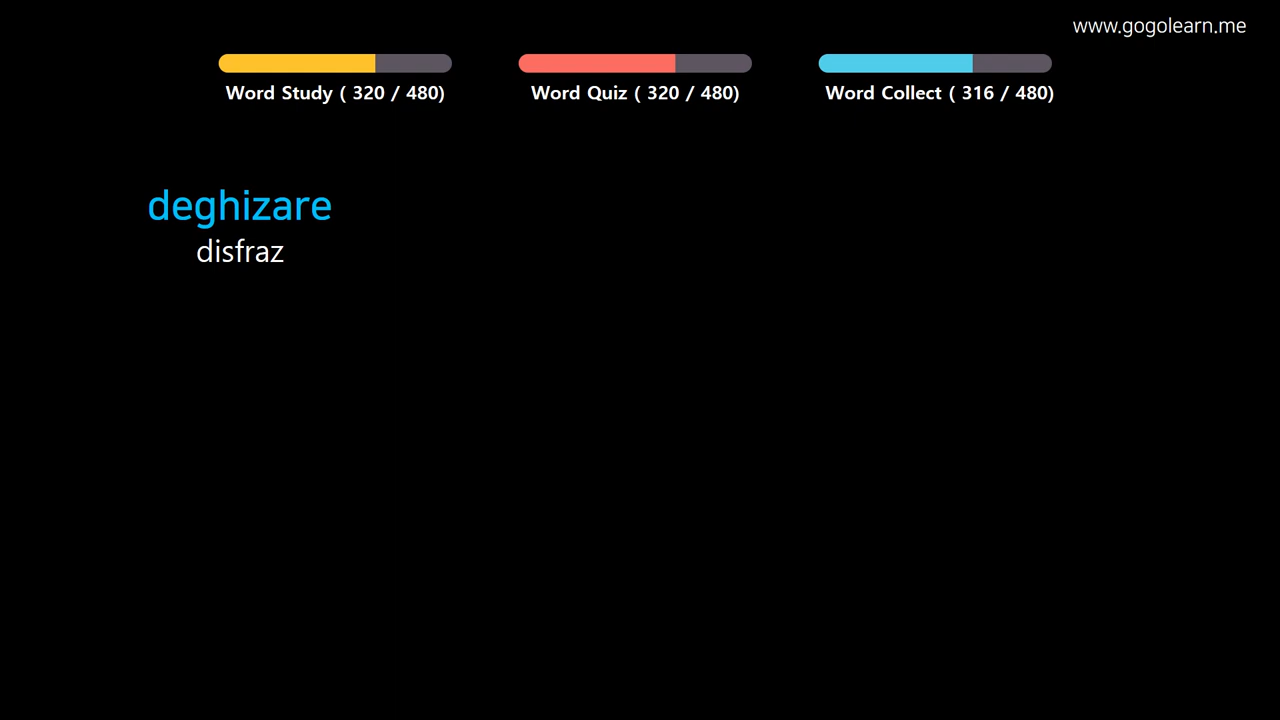 www.gogolearn.me
Word Study ( 320 / 480)
Word Quiz ( 320 / 480)
Word Collect ( 316 / 480)
deghizare
disfraz